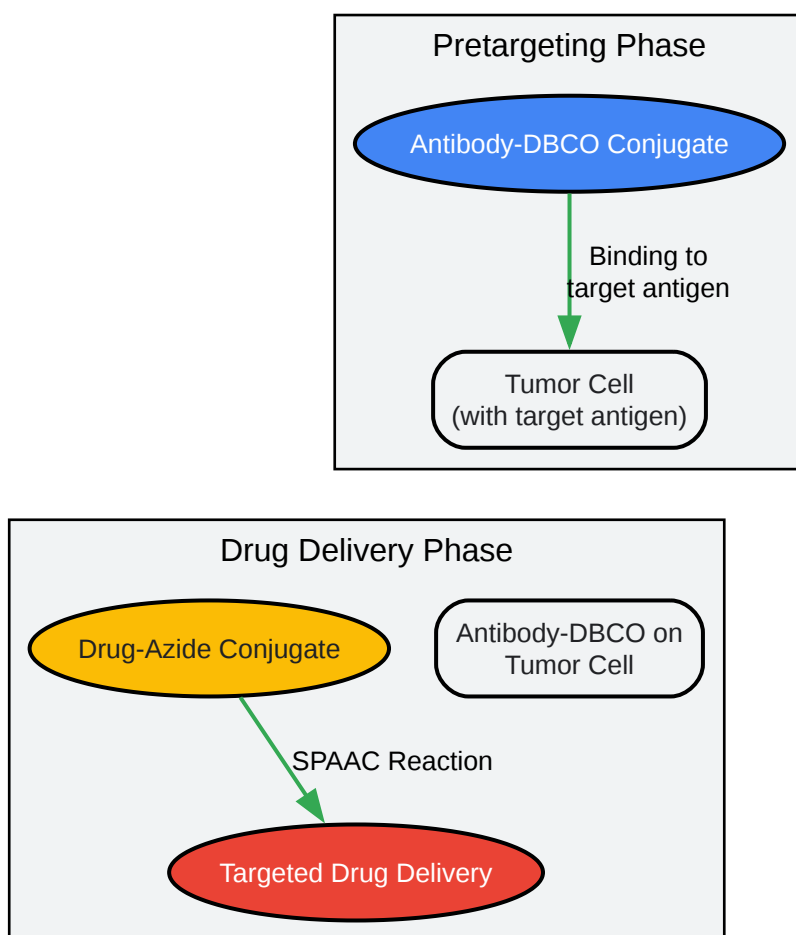 Pretargeting Phase
Antibody-DBCO Conjugate
Binding to
target antigen
Tumor Cell
(with target antigen)
Drug Delivery Phase
Drug-Azide Conjugate
Antibody-DBCO on
Tumor Cell
SPAAC Reaction
Targeted Drug Delivery